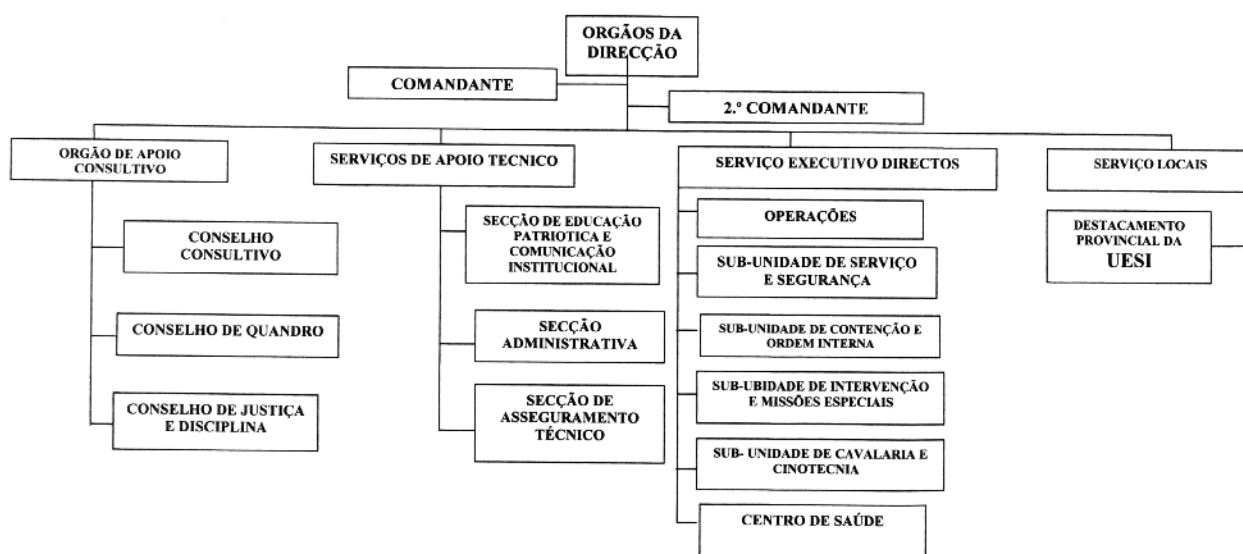 ORGÃOS DA
DIRECÇÃO
COMANDANTE
2.º COMANDANTE
ORGÃO DE APOIO
CONSULTIVO
SERVIÇOS DE APOIO TECNICO
SERVIÇO EXECUTIVO DIRECTOS
SERVIÇO LOCAIS
CONSELHO
CONSULTIVO
CONSELHO DE QUANDRO
CONSELHO DE JUSTIÇA
E DISCIPLINA
SECÇÃO DE EDUCAÇÃO
PATRIOTICA E
COMUNICAÇÃO
INSTITUCIONAL
SECÇÃO
ADMINISTRATIVA
SECÇÃO DE
ASSEGURAMENTO
TÉCNICO
OPERAÇÕES
SUB-UNIDADE DE SERVIÇO
E SEGURANÇA
SUB-UNIDADE DE CONTENÇÃO E
ORDEM INTERNA
SUB-UBIDADE DE INTERVENÇÃO
E MISSÕES ESPECIAIS
SUB- UNIDADE DE CAVALARIA E
CINOTECNIA
CENTRO DE SAÚDE
DESTACAMENTO
PROVINCIAL DA
UESI